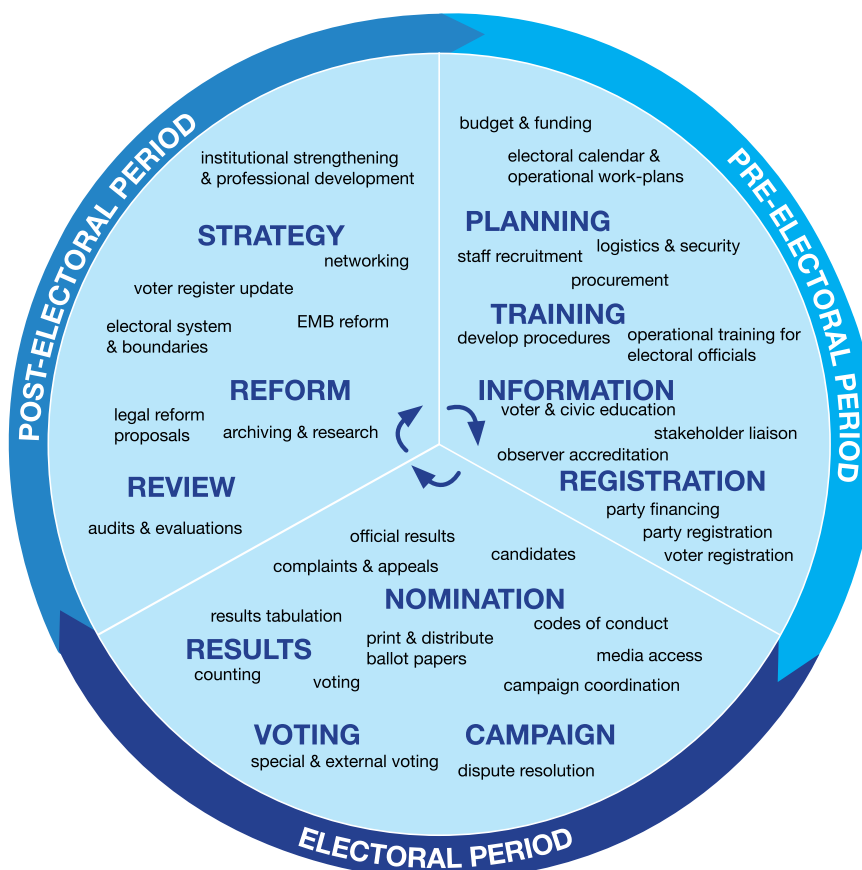 PRE-ELECTORAL PERIOD
budget & funding
electoral calendar &
operational work-plans
PLANNING
logistics & security
staff recruitment
procurement
TRAINING
develop procedures
operational training for
electoral officials
INFORMATION
voter & civic education
stakeholder liaison
observer accreditation
REGISTRATION
party financing
party registration
voter registration
ELECTORAL PERIOD
official results
candidates
complaints & appeals
NOMINATION
results tabulation
codes of conduct
print & distribute
ballot papers
RESULTS
media access
counting
voting
campaign coordination
VOTING
CAMPAIGN
special & external voting
dispute resolution
POST-ELECTORAL PERIOD
institutional strengthening
& professional development
STRATEGY
networking
voter register update
EMB reform
electoral system
& boundaries
REFORM
legal reform
proposals
archiving & research
REVIEW
audits & evaluations